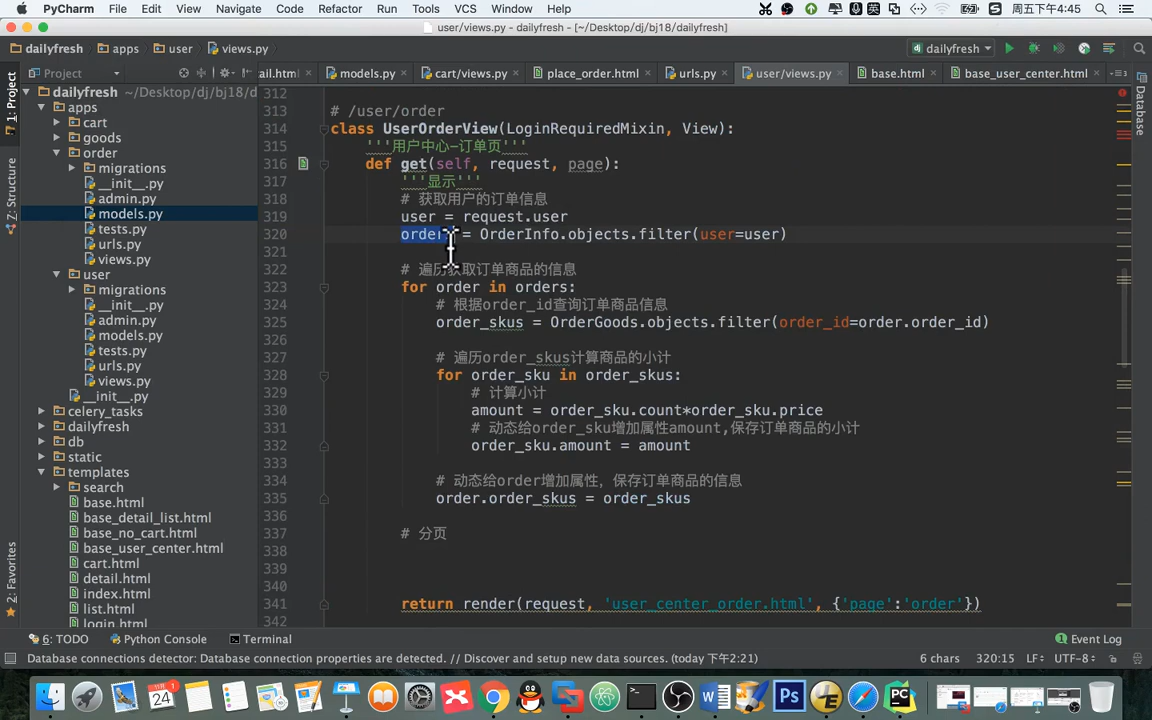 PyCharm File Edit View Navigate Code Refactor Run Tools VCS Window Help 周五下午4:45
user/views.py - dailyfresh - [~/Desktop/dj/bj18/dailyfresh]
dailyfresh apps user views.py dailyfresh
Project ail.html models.py cart/views.py place_order.html urls.py user/views.py base.html base_user_center.html
1: Project
Z: Structure
2: Favorites
Database
dailyfresh ~/Desktop/dj/bj18/d
apps
cart
goods
order
migrations
__init__.py
admin.py
models.py
tests.py
urls.py
views.py
user
migrations
__init__.py
admin.py
models.py
tests.py
urls.py
views.py
__init__.py
celery_tasks
dailyfresh
db
static
templates
search
base.html
base_detail_list.html
base_no_cart.html
base_user_center.html
cart.html
detail.html
index.html
list.html
login.html
312
313 # /user/order
314 class UserOrderView(LoginRequiredMixin, View):
315 '''用户中心-订单页'''
316 def get(self, request, page):
317 '''显示'''
318 # 获取用户的订单信息
319 user = request.user
320 orders = OrderInfo.objects.filter(user=user)
321
322 # 遍历获取订单商品的信息
323 for order in orders:
324 # 根据order_id查询订单商品信息
325 order_skus = OrderGoods.objects.filter(order_id=order.order_id)
326
327 # 遍历order_skus计算商品的小计
328 for order_sku in order_skus:
329 # 计算小计
330 amount = order_sku.count*order_sku.price
331 # 动态给order_sku增加属性amount,保存订单商品的小计
332 order_sku.amount = amount
333
334 # 动态给order增加属性，保存订单商品的信息
335 order.order_skus = order_skus
336
337 # 分页
338
339
340
341 return render(request, 'user_center_order.html', {'page':'order'})
342
6: TODO Python Console Terminal 1 Event Log
Database connections detector: Database connection properties are detected. // Discover and setup new data sources. (today 下午2:21) 6 chars 320:15 LF÷ UTF-8÷